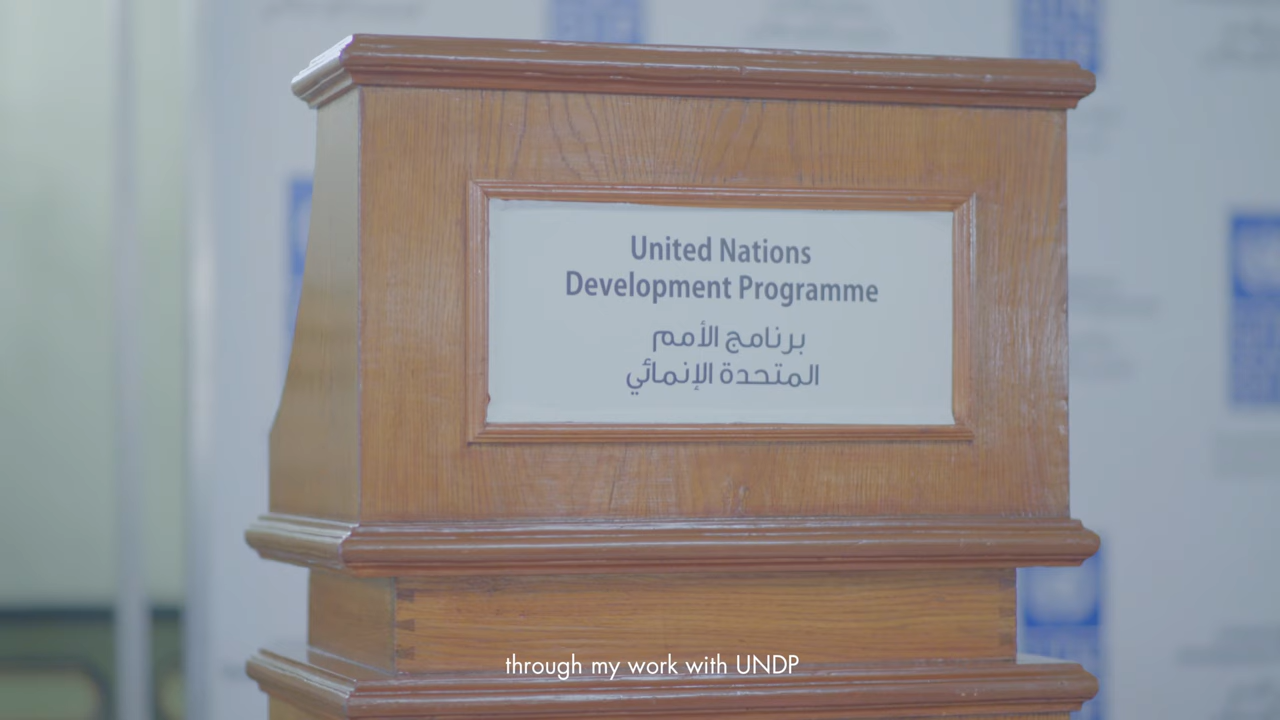 United Nations
Development Programme
برنامج الأمم
المتحدة الإنمائي
through my work with UNDP